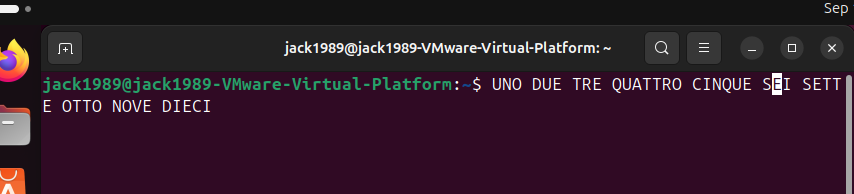 Sep
jack1989@jack1989-VMware-Virtual-Platform: ~
jack1989@jack1989-VMware-Virtual-Platform:~$ UNO DUE TRE QUATTRO CINQUE SEI SETT
E OTTO NOVE DIECI